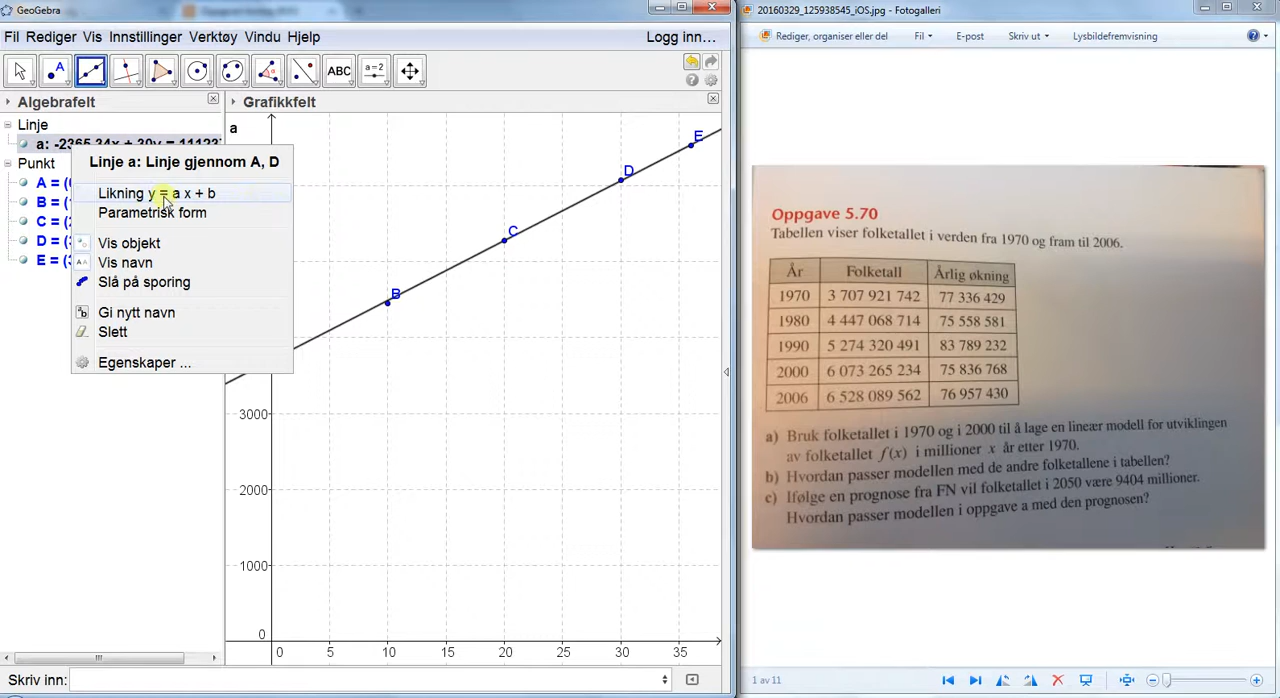 GeoGebra
Fil Rediger Vis Innstillinger Verktøy Vindu Hjelp
Logg inn...
A
ABC
a=2
Algebrafelt
Linje
a: -2365.34x + 30y =
Punkt
A =
B =
C =
D =
E =
Linje a: Linje gjennom A, D
Likning y = a x + b
Parametrisk form
Vis objekt
Vis navn
Slå på sporing
Gi nytt navn
Slett
Egenskaper ...
Grafikkfelt
a
E
D
C
B
3000
2000
1000
0
0 5 10 15 20 25 30 35
Skriv inn:
20160329_125938545_iOS.jpg - Fotogalleri
Rediger, organiser eller del
Fil
E-post
Skriv ut
Lysbildefremvisning
Oppgave 5.70
Tabellen viser folketallet i verden fra 1970 og fram til 2006.
År Folketall Årlig økning
1970 3 707 921 742 77 336 429
1980 4 447 068 714 75 558 581
1990 5 274 320 491 83 789 232
2000 6 073 265 234 75 836 768
2006 6 528 089 562 76 957 430
a) Bruk folketallet i 1970 og i 2000 til å lage en lineær modell for utviklingen
av folketallet f(x) i millioner x år etter 1970.
b) Hvordan passer modellen med de andre folketallene i tabellen?
c) Ifølge en prognose fra FN vil folketallet i 2050 være 9404 millioner.
Hvordan passer modellen i oppgave a med den prognosen?
1 av 11